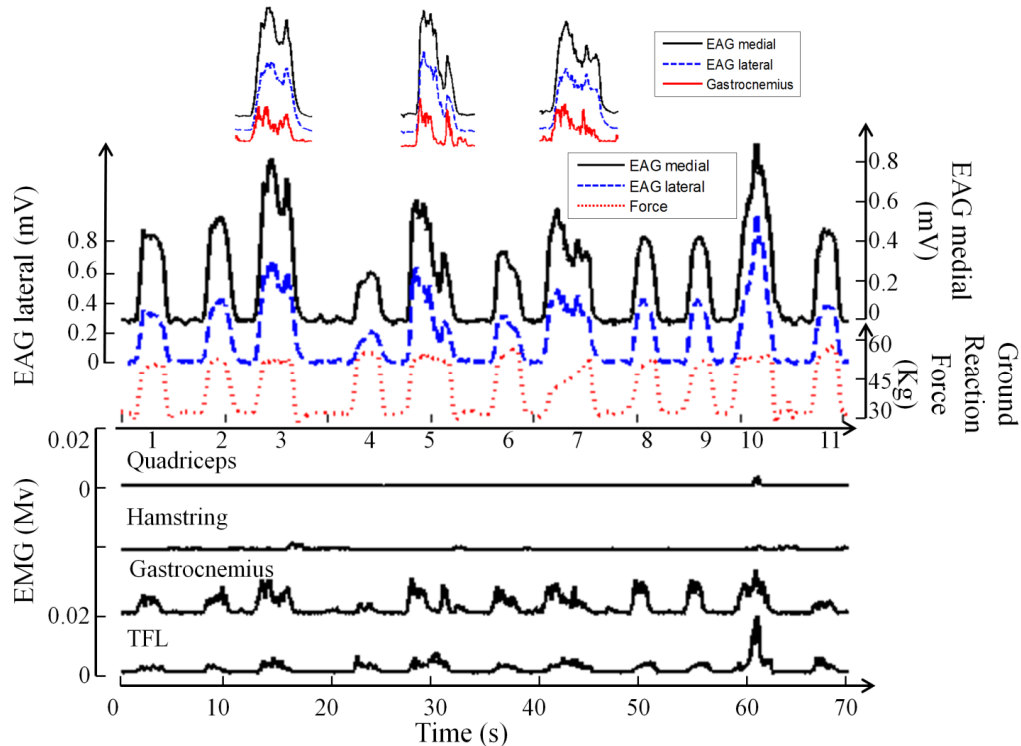 EAG medial
EAG lateral
Gastrocnemius
EAG medial
EAG lateral
Force
EAG lateral (mV)
0.8
0.6
0.4
0.2
0
0.8
0.6
0.4
0.2
0
EAG medial
(mV)
60
45
30
Ground
Reaction
Force
(Kg)
1 2 3 4 5 6 7 8 9 10 11
EMG (Mv)
0.02
0
0.02
0
Quadriceps
Hamstring
Gastrocnemius
TFL
0 10 20 30 40 50 60 70
Time (s)